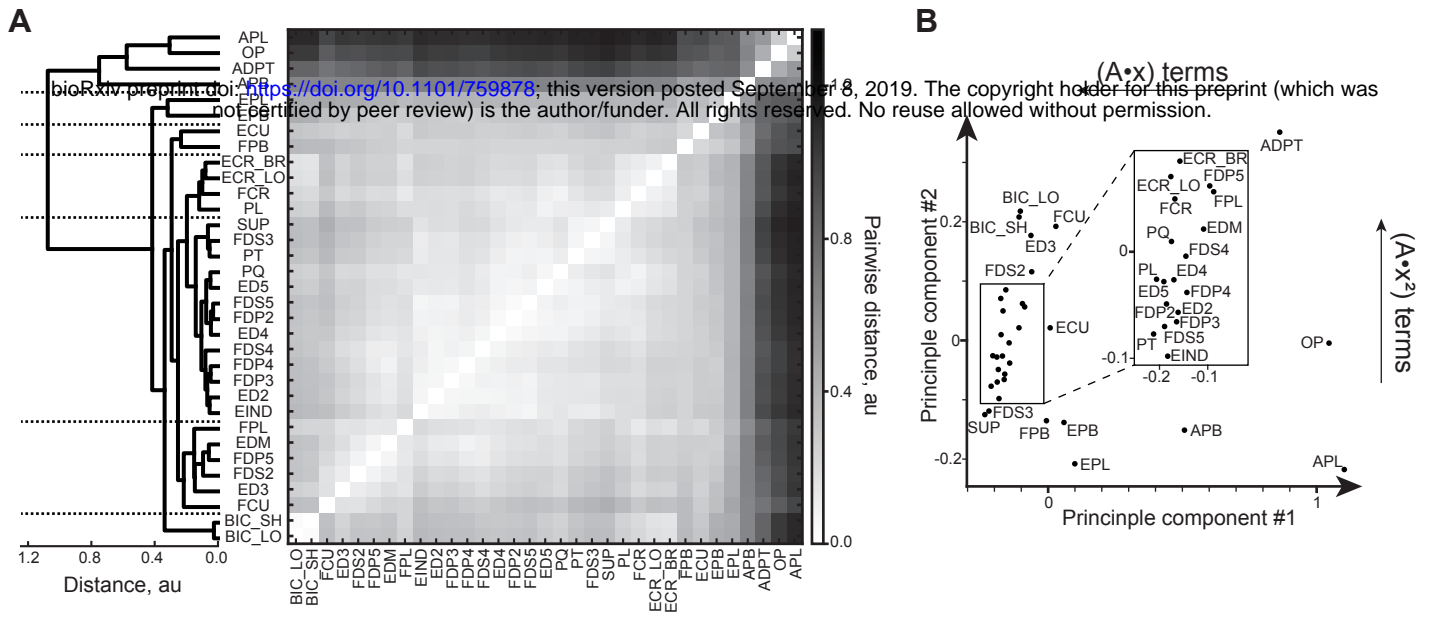 A
B
APL
OP
ADPT
APB
bioRxiv preprint doi: https://doi.org/10.1101/759878; this version posted September 8, 2019. The copyright holder for this preprint (which was
not certified by peer review) is the author/funder. All rights reserved. No reuse allowed without permission.
EPL
EPB
ECU
FPB
ECR_BR
ECR_LO
FCR
PL
SUP
FDS3
PT
PQ
ED5
FDS5
FDP2
ED4
FDS4
FDP4
FDP3
ED2
EIND
FPL
EDM
FDP5
FDS2
ED3
FCU
BIC_SH
BIC_LO
1.2 0.8 0.4 0.0
Distance, au
BIC_LO
BIC_SH
FCU
ED3
FDS2
FDP5
EDM
FPL
EIND
ED2
FDP3
FDP4
FDS4
ED4
FDP2
FDS5
ED5
PQ
PT
FDS3
SUP
PL
FCR
ECR_LO
ECR_BR
FPB
ECU
EPB
EPL
APB
ADPT
OP
APL
1.2
0.8
0.4
0.0
Pairwise distance, au
(A•x) terms
(A•x²) terms
Princinple component #2
0.2
0
-0.2
ADPT
BIC_LO
BIC_SH
FCU
ED3
FDS2
ECU
OP
FDS3
SUP
FPB
EPB
EPL
APB
APL
ECR_BR
FDP5
ECR_LO
FPL
FCR
EDM
PQ
FDS4
PL
ED4
ED5
FDP4
FDP2
ED2
FDP3
PT
FDS5
EIND
0
-0.1
-0.2 -0.1
0 1
Princinple component #1